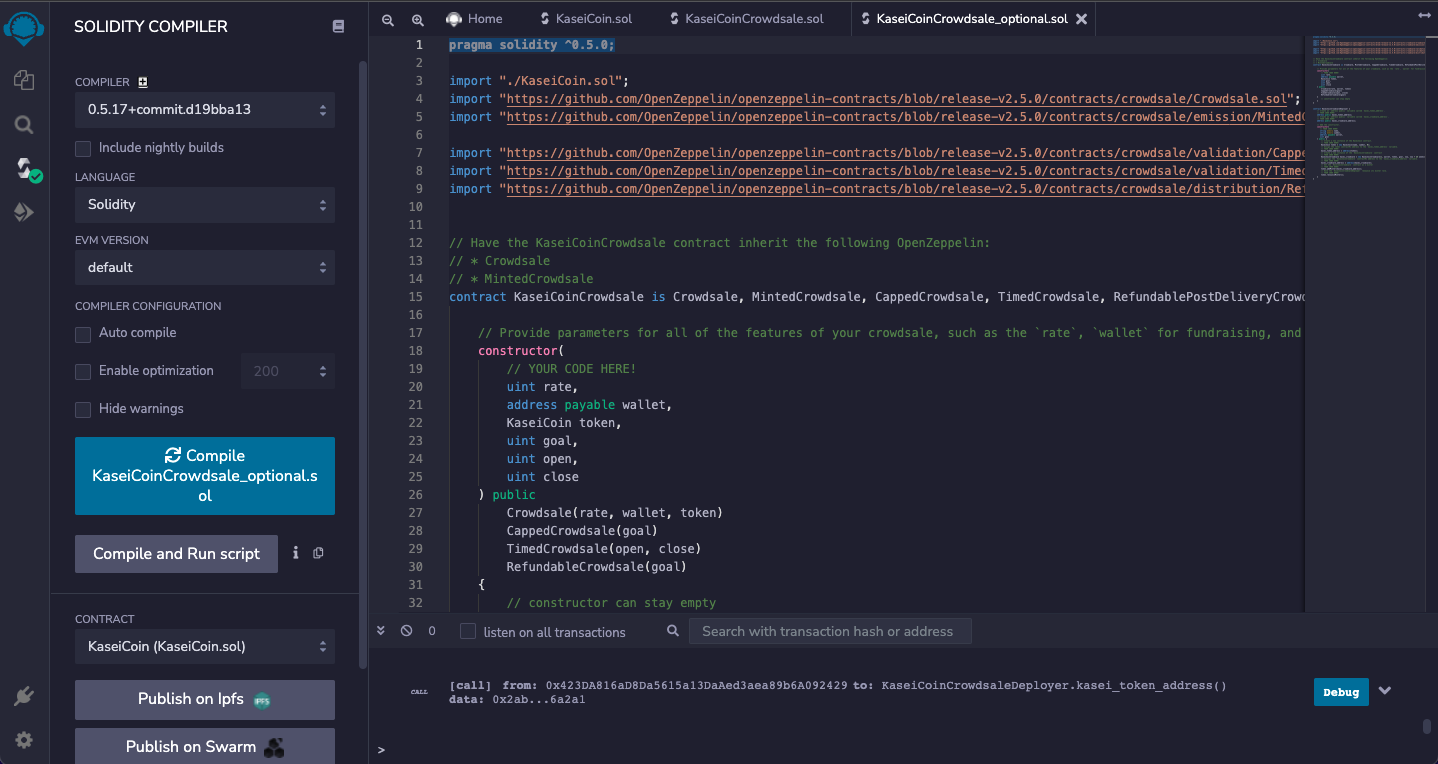 SOLIDITY COMPILER
COMPILER
0.5.17+commit.d19bba13
Include nightly builds
LANGUAGE
Solidity
EVM VERSION
default
COMPILER CONFIGURATION
Auto compile
Enable optimization
200
Hide warnings
Compile
KaseiCoinCrowdsale_optional.s
ol
Compile and Run script
i
CONTRACT
KaseiCoin (KaseiCoin.sol)
Publish on Ipfs
IPFS
Publish on Swarm
Home KaseiCoin.sol KaseiCoinCrowdsale.sol KaseiCoinCrowdsale_optional.sol
1 pragma solidity ^0.5.0;
2
3 import "./KaseiCoin.sol";
4 import "https://github.com/OpenZeppelin/openzeppelin-contracts/blob/release-v2.5.0/contracts/crowdsale/Crowdsale.sol";
5 import "https://github.com/OpenZeppelin/openzeppelin-contracts/blob/release-v2.5.0/contracts/crowdsale/emission/Minted
6
7 import "https://github.com/OpenZeppelin/openzeppelin-contracts/blob/release-v2.5.0/contracts/crowdsale/validation/Cappe
8 import "https://github.com/OpenZeppelin/openzeppelin-contracts/blob/release-v2.5.0/contracts/crowdsale/validation/Timed
9 import "https://github.com/OpenZeppelin/openzeppelin-contracts/blob/release-v2.5.0/contracts/crowdsale/distribution/Ref
10
11
12 // Have the KaseiCoinCrowdsale contract inherit the following OpenZeppelin:
13 // * Crowdsale
14 // * MintedCrowdsale
15 contract KaseiCoinCrowdsale is Crowdsale, MintedCrowdsale, CappedCrowdsale, TimedCrowdsale, RefundablePostDeliveryCrowd
16
17 // Provide parameters for all of the features of your crowdsale, such as the `rate`, `wallet` for fundraising, and
18 constructor(
19 // YOUR CODE HERE!
20 uint rate,
21 address payable wallet,
22 KaseiCoin token,
23 uint goal,
24 uint open,
25 uint close
26 ) public
27 Crowdsale(rate, wallet, token)
28 CappedCrowdsale(goal)
29 TimedCrowdsale(open, close)
30 RefundableCrowdsale(goal)
31 {
32 // constructor can stay empty
0 listen on all transactions Search with transaction hash or address
CALL [call] from: 0x423DA816aD8Da5615a13DaAed3aea89b6A092429 to: KaseiCoinCrowdsaleDeployer.kasei_token_address()
data: 0x2ab...6a2a1
Debug
>